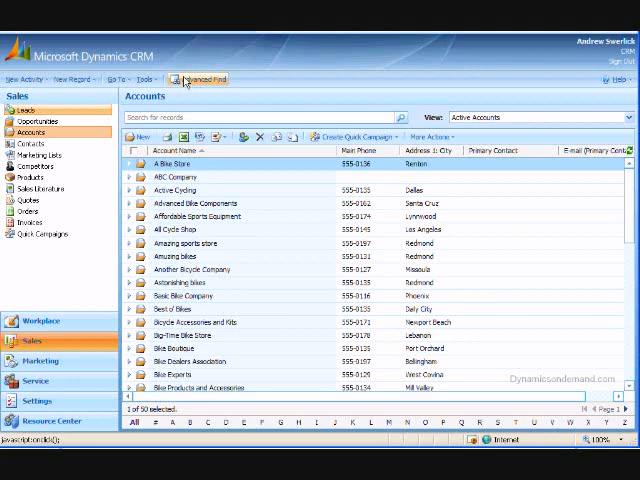 Andrew Swerlick
Microsoft Dynamics CRM
CRM
Sign Out
New Activity New Record Go To Tools Advanced Find Help
Sales
Accounts
Leads
Opportunities
Accounts
Contacts
Marketing Lists
Competitors
Products
Sales Literature
Quotes
Orders
Invoices
Quick Campaigns
Workplace
Sales
Marketing
Service
Settings
Resource Center
Search for records View: Active Accounts
New Create Quick Campaign More Actions
Account Name Main Phone Address 1: City Primary Contact E-mail (Primary Cont
A Bike Store 555-0136 Renton
ABC Company
Active Cycling 555-0135 Dallas
Advanced Bike Components 555-0162 Santa Cruz
Affordable Sports Equipment 555-0174 Lynnwood
All Cycle Shop 555-0135 Los Angeles
Amazing sports store 555-0197 Redmond
Amuzing bikes 555-0131 Redmond
Another Bicycle Company 555-0127 Missoula
Astonishing bikes 555-0135 Redmond
Basic Bike Company 555-0116 Phoenix
Best o' Bikes 555-0135 Daly City
Bicycle Accessories and Kits 555-0171 Newport Beach
Big-Time Bike Store 555-0178 Lebanon
Bike Boutique 555-0135 Port Orchard
Bike Dealers Association 555-0197 Bellingham
Bike Experts 555-0129 West Covina
Bike Products and Accessories 555-0134 Mill Valley
Dynamicsondemand.com
1 of 50 selected. Page 1
All # A B C D E F G H I J K L M N O P Q R S T U V W X Y Z
javascript:onclick(); Internet 100%